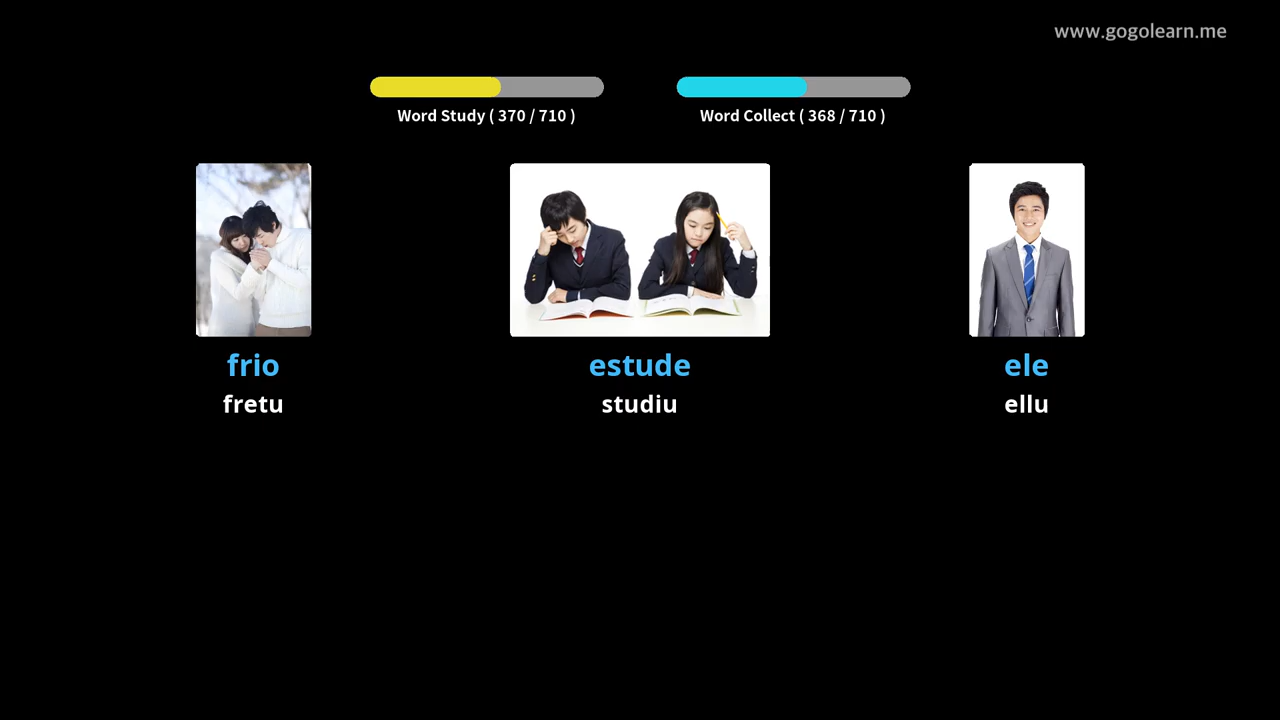 www.gogolearn.me
Word Study ( 370 / 710 )
Word Collect ( 368 / 710 )
frio
fretu
estude
studiu
ele
ellu